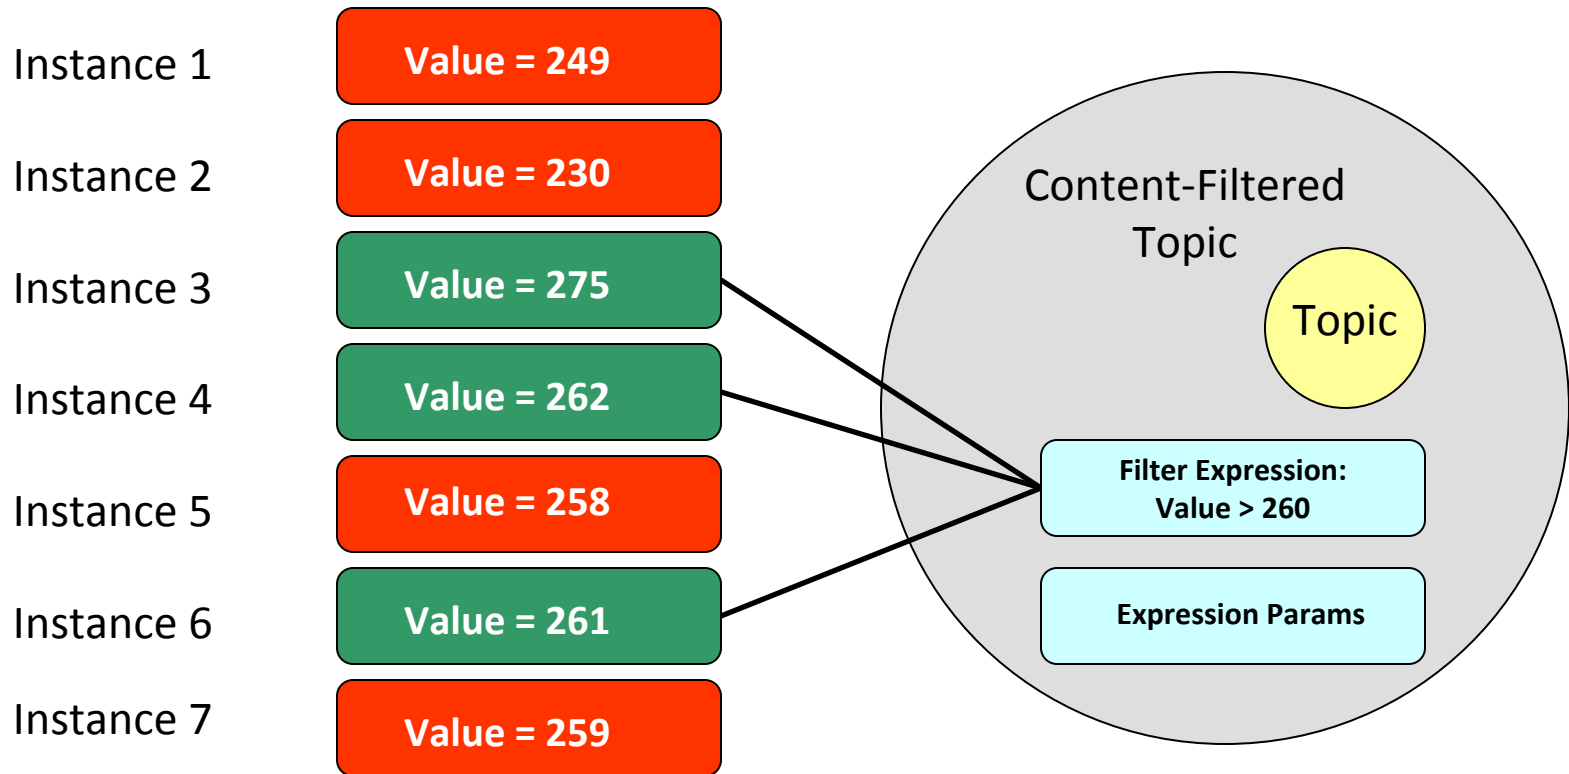 Instance 1
Value = 249
Instance 2
Value = 230
Instance 3
Value = 275
Instance 4
Value = 262
Instance 5
Value = 258
Instance 6
Value = 261
Instance 7
Value = 259
Content-Filtered
Topic
Topic
Filter Expression:
Value > 260
Expression Params